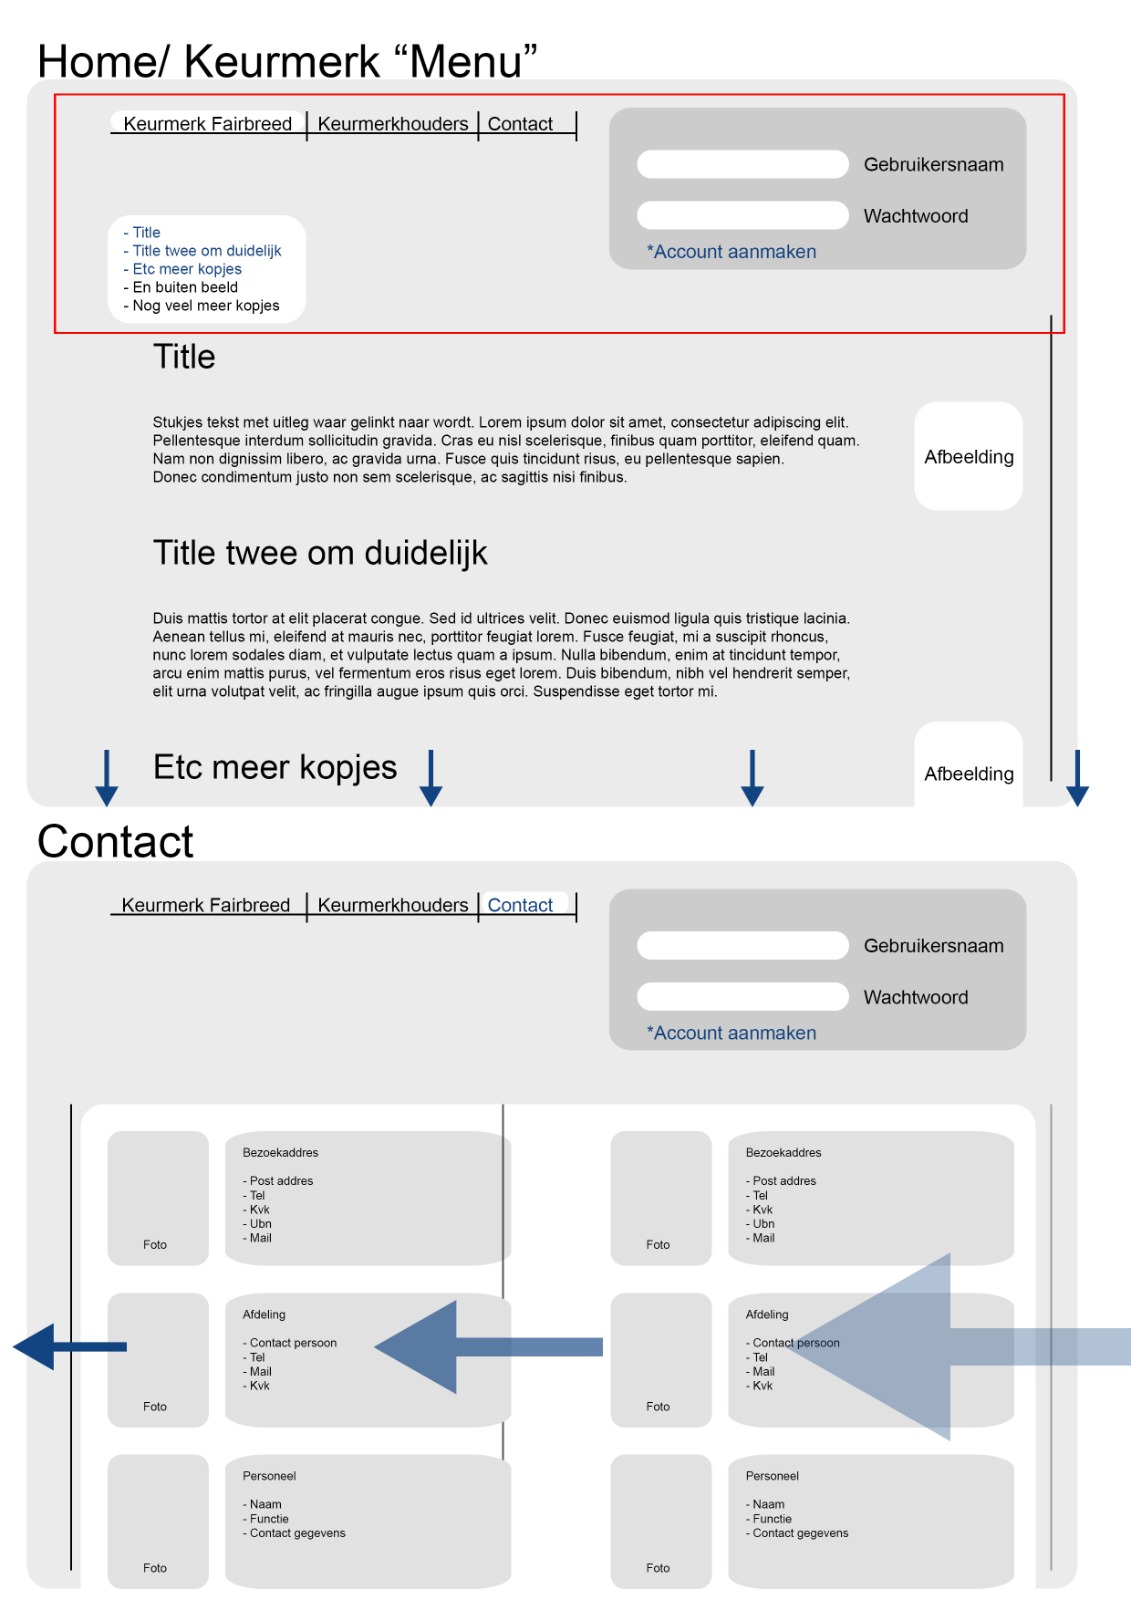 Home/ Keurmerk “Menu”
Keurmerk Fairbreed
Keurmerkhouders
Contact
Gebruikersnaam
Wachtwoord
*Account aanmaken
- Title
- Title twee om duidelijk
- Etc meer kopjes
- En buiten beeld
- Nog veel meer kopjes
Title
Stukjes tekst met uitleg waar gelinkt naar wordt. Lorem ipsum dolor sit amet, consectetur adipiscing elit.
Pellentesque interdum sollicitudin gravida. Cras eu nisl scelerisque, finibus quam porttitor, eleifend quam.
Nam non dignissim libero, ac gravida urna. Fusce quis tincidunt risus, eu pellentesque sapien.
Donec condimentum justo non sem scelerisque, ac sagittis nisi finibus.
Afbeelding
Title twee om duidelijk
Duis mattis tortor at elit placerat congue. Sed id ultrices velit. Donec euismod ligula quis tristique lacinia.
Aenean tellus mi, eleifend at mauris nec, porttitor feugiat lorem. Fusce feugiat, mi a suscipit rhoncus,
nunc lorem sodales diam, et vulputate lectus quam a ipsum. Nulla bibendum, enim at tincidunt tempor,
arcu enim mattis purus, vel fermentum eros risus eget lorem. Duis bibendum, nibh vel hendrerit semper,
elit urna volutpat velit, ac fringilla augue ipsum quis orci. Suspendisse eget tortor mi.
Etc meer kopjes
Afbeelding
Contact
Keurmerk Fairbreed
Keurmerkhouders
Contact
Gebruikersnaam
Wachtwoord
*Account aanmaken
Foto
Bezoekaddres
- Post addres
- Tel
- Kvk
- Ubn
- Mail
Foto
Bezoekaddres
- Post addres
- Tel
- Kvk
- Ubn
- Mail
Foto
Afdeling
- Contact persoon
- Tel
- Mail
- Kvk
Foto
Afdeling
- Contact persoon
- Tel
- Mail
- Kvk
Foto
Personeel
- Naam
- Functie
- Contact gegevens
Foto
Personeel
- Naam
- Functie
- Contact gegevens